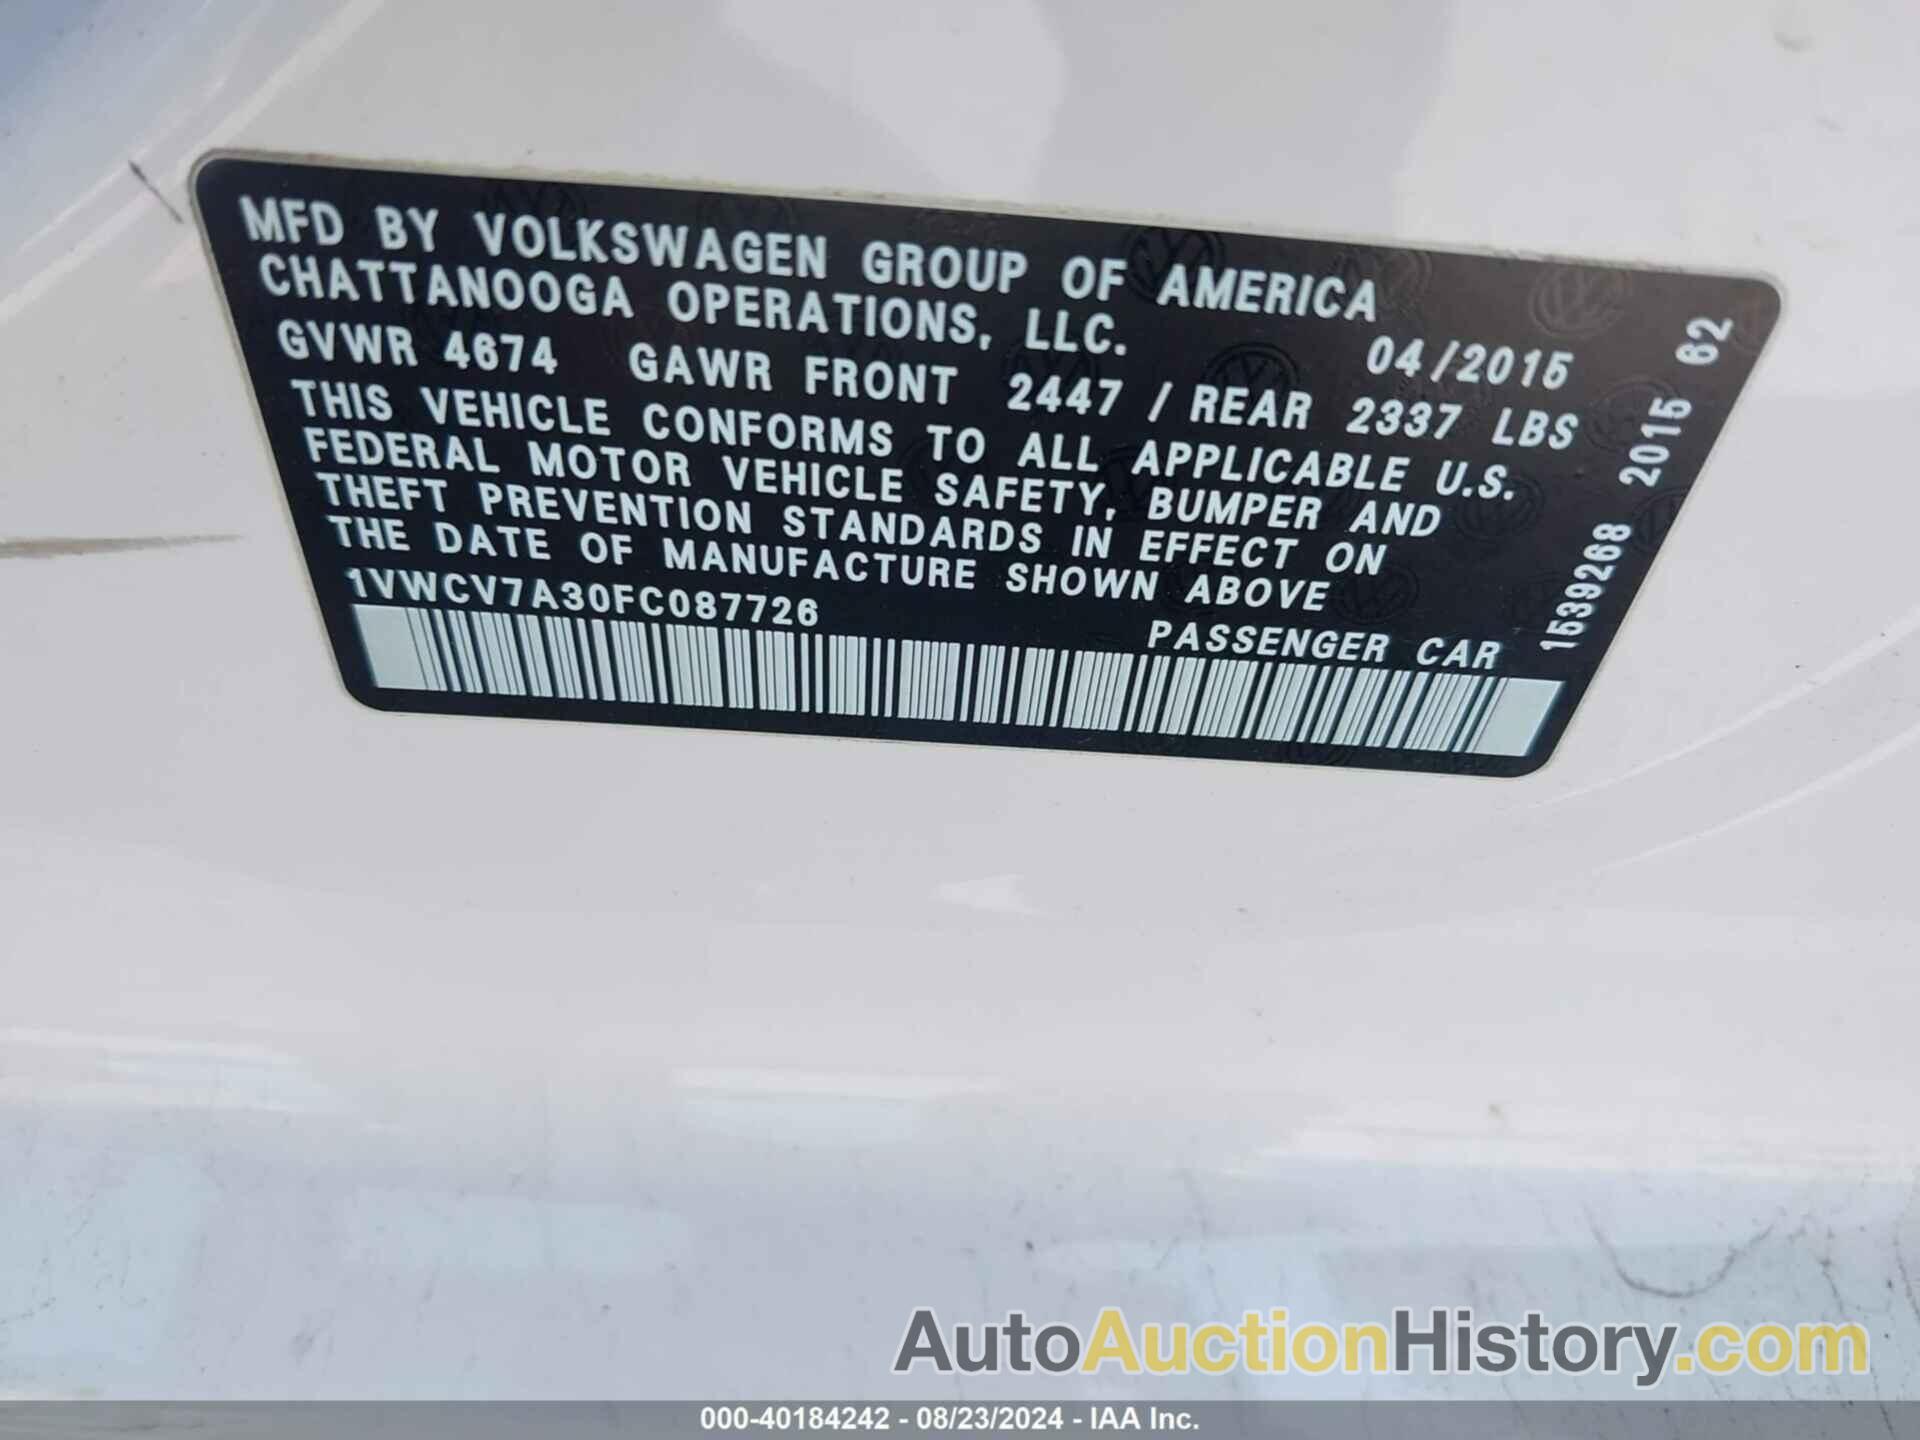 MFD BY VOLKSWAGEN GROUP OF AMERICA
CHATTANOOGA OPERATIONS, LLC. 04/2015
GVWR 4674 GAWR FRONT 2447 / REAR 2337 LBS
THIS VEHICLE CONFORMS TO ALL APPLICABLE U.S.
FEDERAL MOTOR VEHICLE SAFETY, BUMPER AND
THEFT PREVENTION STANDARDS IN EFFECT ON
THE DATE OF MANUFACTURE SHOWN ABOVE
1VWCV7A30FC087726 PASSENGER CAR
1539268 2015 62
AutoAuctionHistory.com
000-40184242 - 08/23/2024 - IAA Inc.